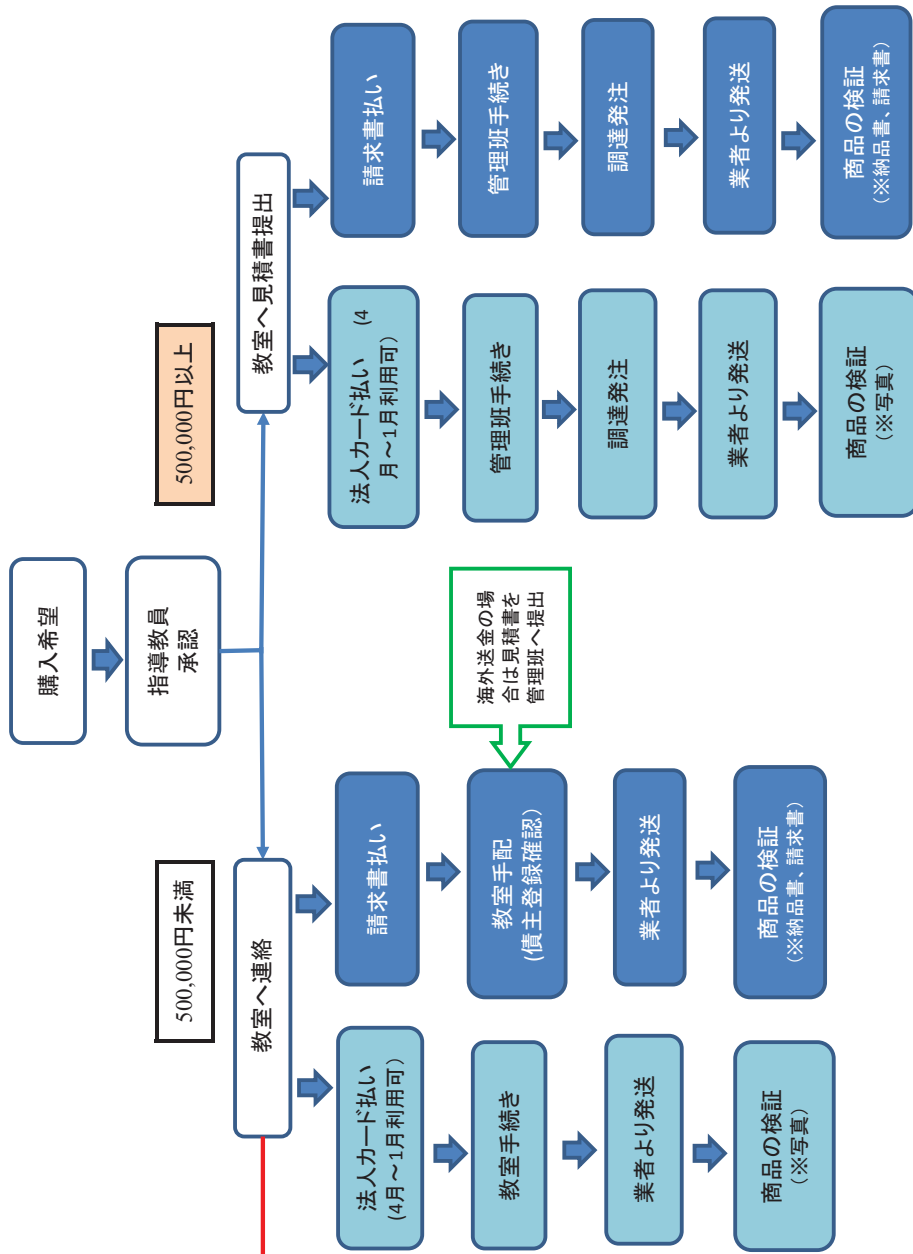 購入希望
指導教員
承認
500,000円未満
500,000円以上
教室へ連絡
教室へ見積書提出
法人カード払い
(4月～1月利用可)
教室手続き
業者より発送
商品の検証
(※写真)
請求書払い
教室手配
(債主登録確認)
業者より発送
商品の検証
(※納品書、請求書)
海外送金の場
合は見積書を
管理班へ提出
法人カード払い (4
月～1月利用可)
管理班手続き
調達発注
業者より発送
商品の検証
(※写真)
請求書払い
管理班手続き
調達発注
業者より発送
商品の検証
(※納品書、請求書)